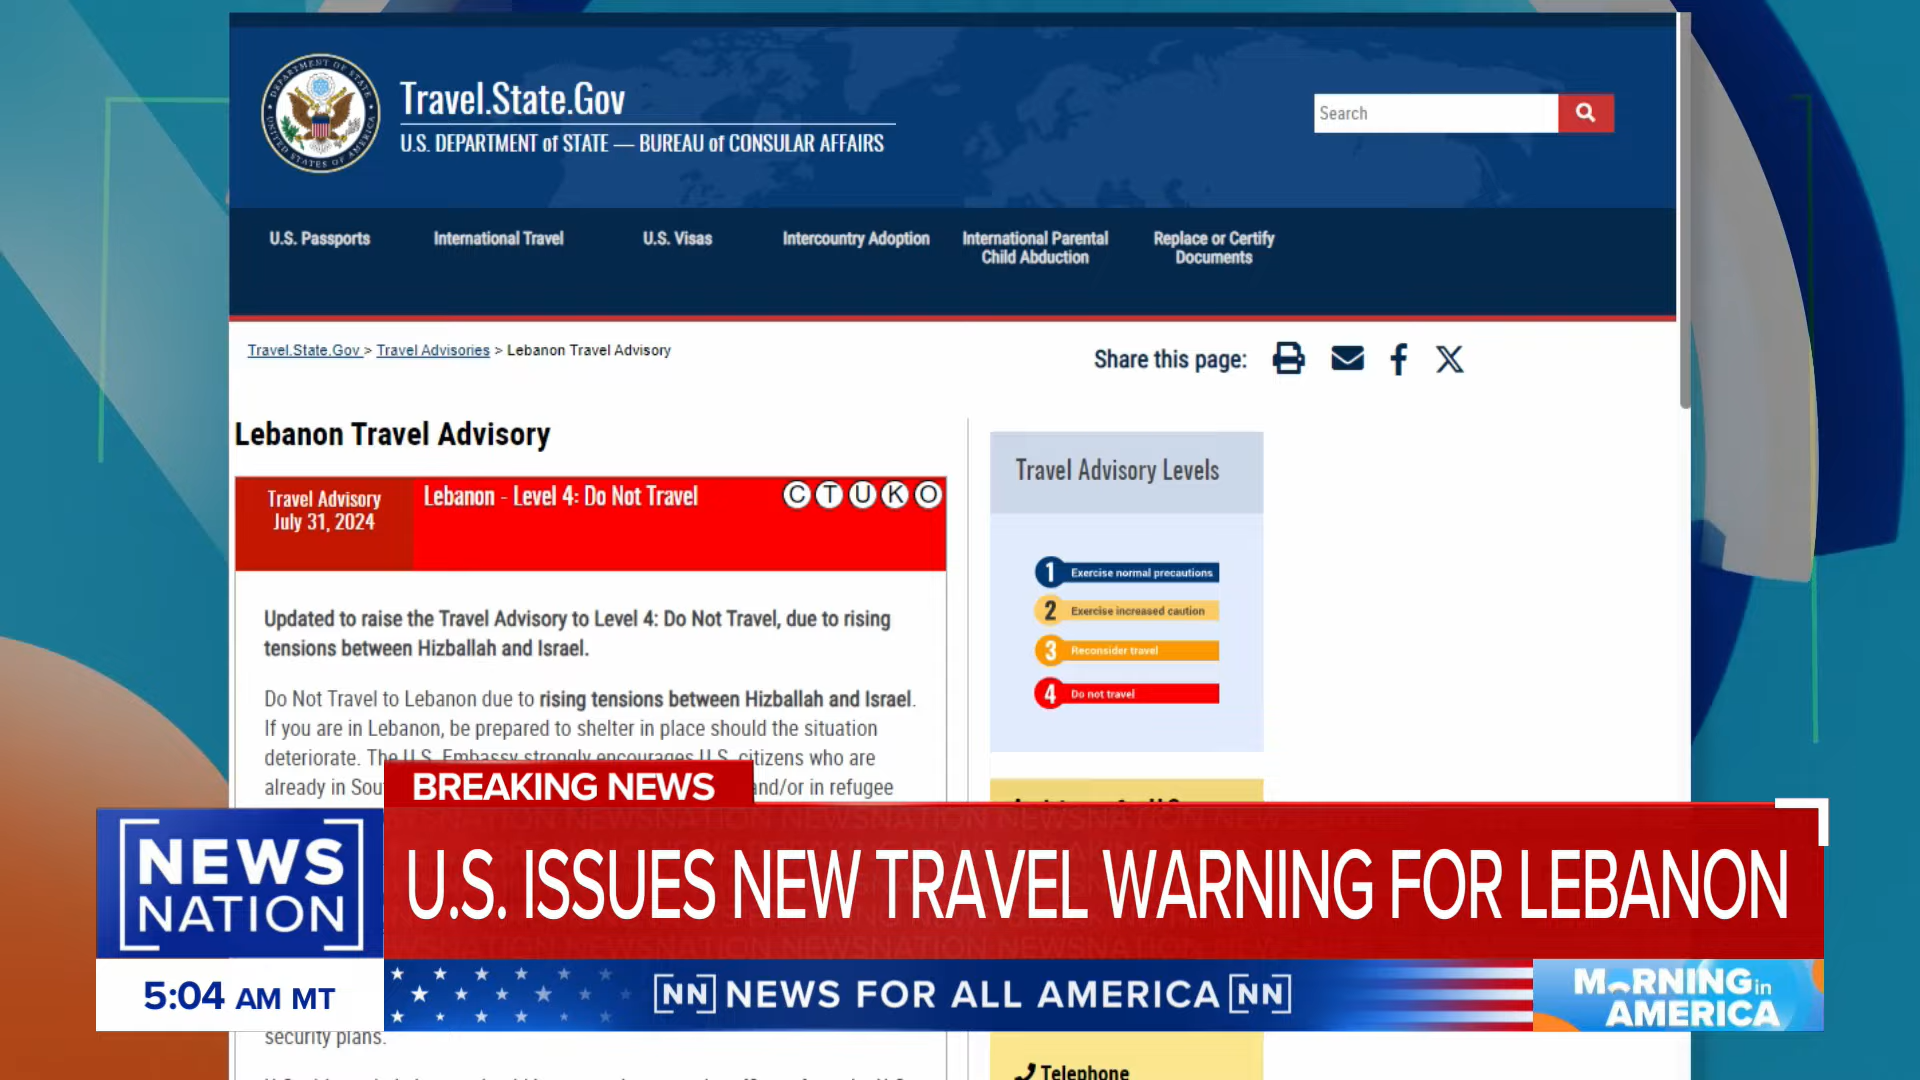 Travel.State.Gov
U.S. DEPARTMENT of STATE — BUREAU of CONSULAR AFFAIRS
Search
U.S. Passports
International Travel
U.S. Visas
Intercountry Adoption
International Parental
Child Abduction
Replace or Certify
Documents
Travel.State.Gov > Travel Advisories > Lebanon Travel Advisory
Share this page:
Lebanon Travel Advisory
Travel Advisory
July 31, 2024
Lebanon - Level 4: Do Not Travel
C T U K O
Updated to raise the Travel Advisory to Level 4: Do Not Travel, due to rising
tensions between Hizballah and Israel.
Do Not Travel to Lebanon due to rising tensions between Hizballah and Israel.
If you are in Lebanon, be prepared to shelter in place should the situation
deteriorate. The U.S. Embassy strongly encourages U.S. citizens who are
already in
and/or in refugee
security plans.
Travel Advisory Levels
1 Exercise normal precautions
2 Exercise increased caution
3 Reconsider travel
4 Do not travel
Telephone
BREAKING NEWS
NEWS
NATION
U.S. ISSUES NEW TRAVEL WARNING FOR LEBANON
5:04 AM MT
NN NEWS FOR ALL AMERICA NN
MORNING in
AMERICA